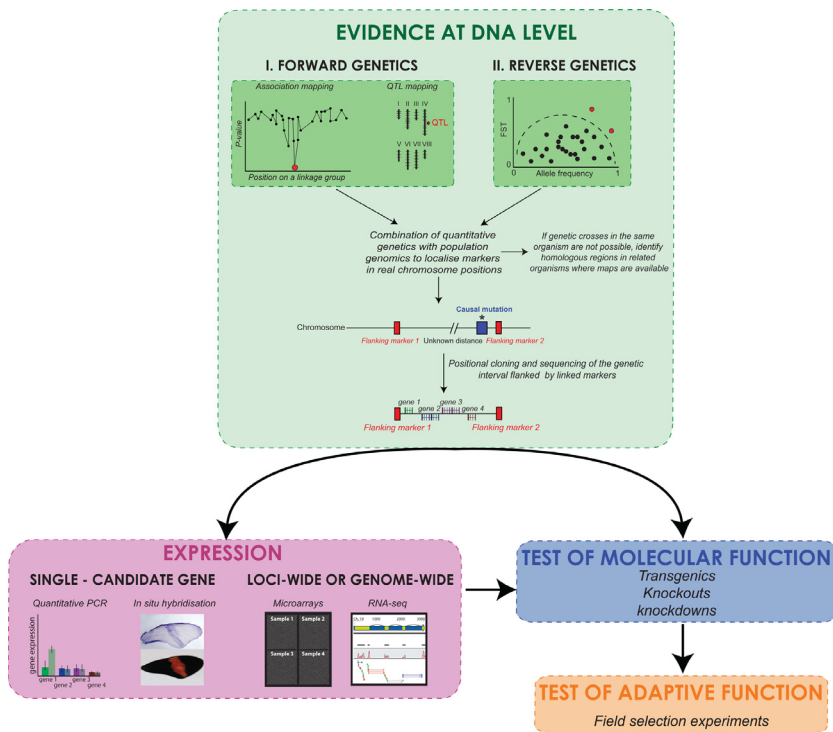 EVIDENCE AT DNA LEVEL
I. FORWARD GENETICS
Association mapping
QTL mapping
P-value
Position on a linkage group
I II III IV
QTL
V VI VII VIII
II. REVERSE GENETICS
1
FST
0
0
1
Allele frequency
Combination of quantitative
genetics with population
genomics to localise markers
in real chromosome positions
If genetic crosses in the same
organism are not possible, identify
homologous regions in related
organisms where maps are available
Causal mutation
*
Chromosome
Flanking marker 1
Unknown distance
Flanking marker 2
Positional cloning and sequencing of the genetic
interval flanked by linked markers
gene 1
gene 2
gene 3
gene 4
Flanking marker 1
Flanking marker 2
EXPRESSION
SINGLE - CANDIDATE GENE
Quantitative PCR
gene expression
gene 1
gene 2
gene 3
gene 4
In situ hybridisation
LOCI-WIDE OR GENOME-WIDE
Microarrays
Sample 1
Sample 2
Sample 3
Sample 4
RNA-seq
1000
2000
3000
TEST OF MOLECULAR FUNCTION
Transgenics
Knockouts
knockdowns
TEST OF ADAPTIVE FUNCTION
Field selection experiments